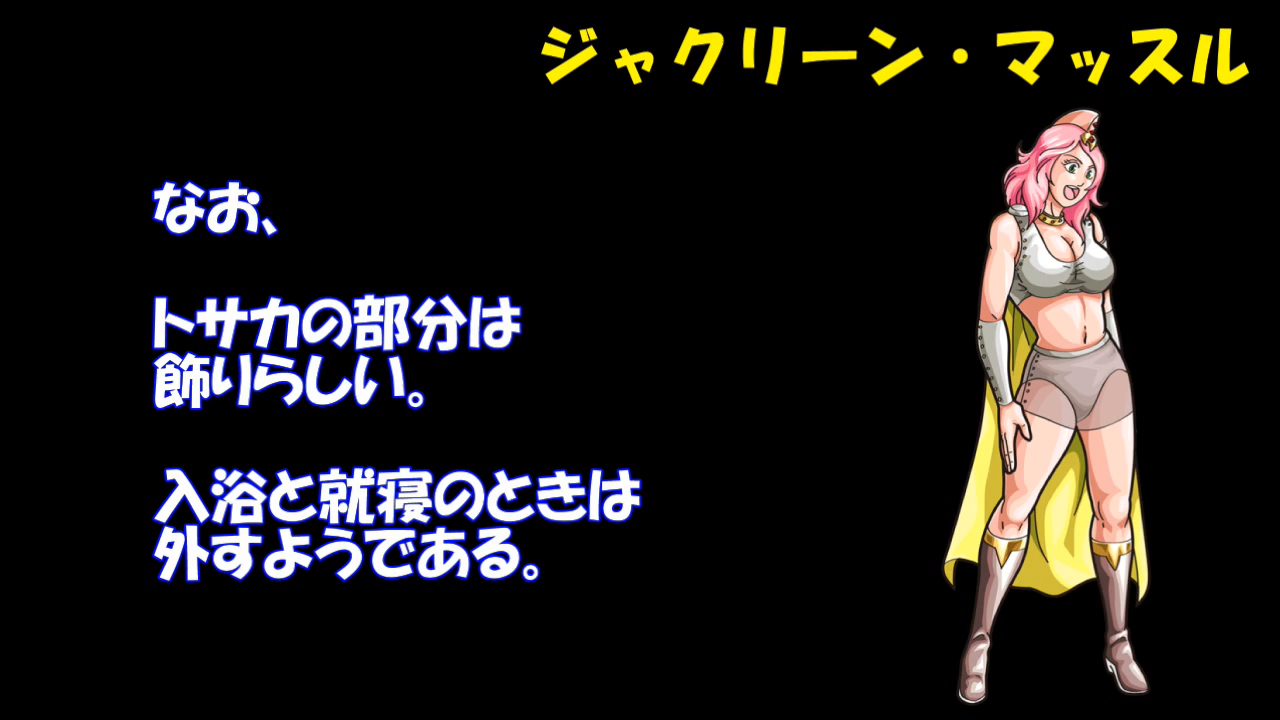 ジャクリーン・マッスル
なお、
トサカの部分は
飾りらしい。
入浴と就寝のときは
外すようである。